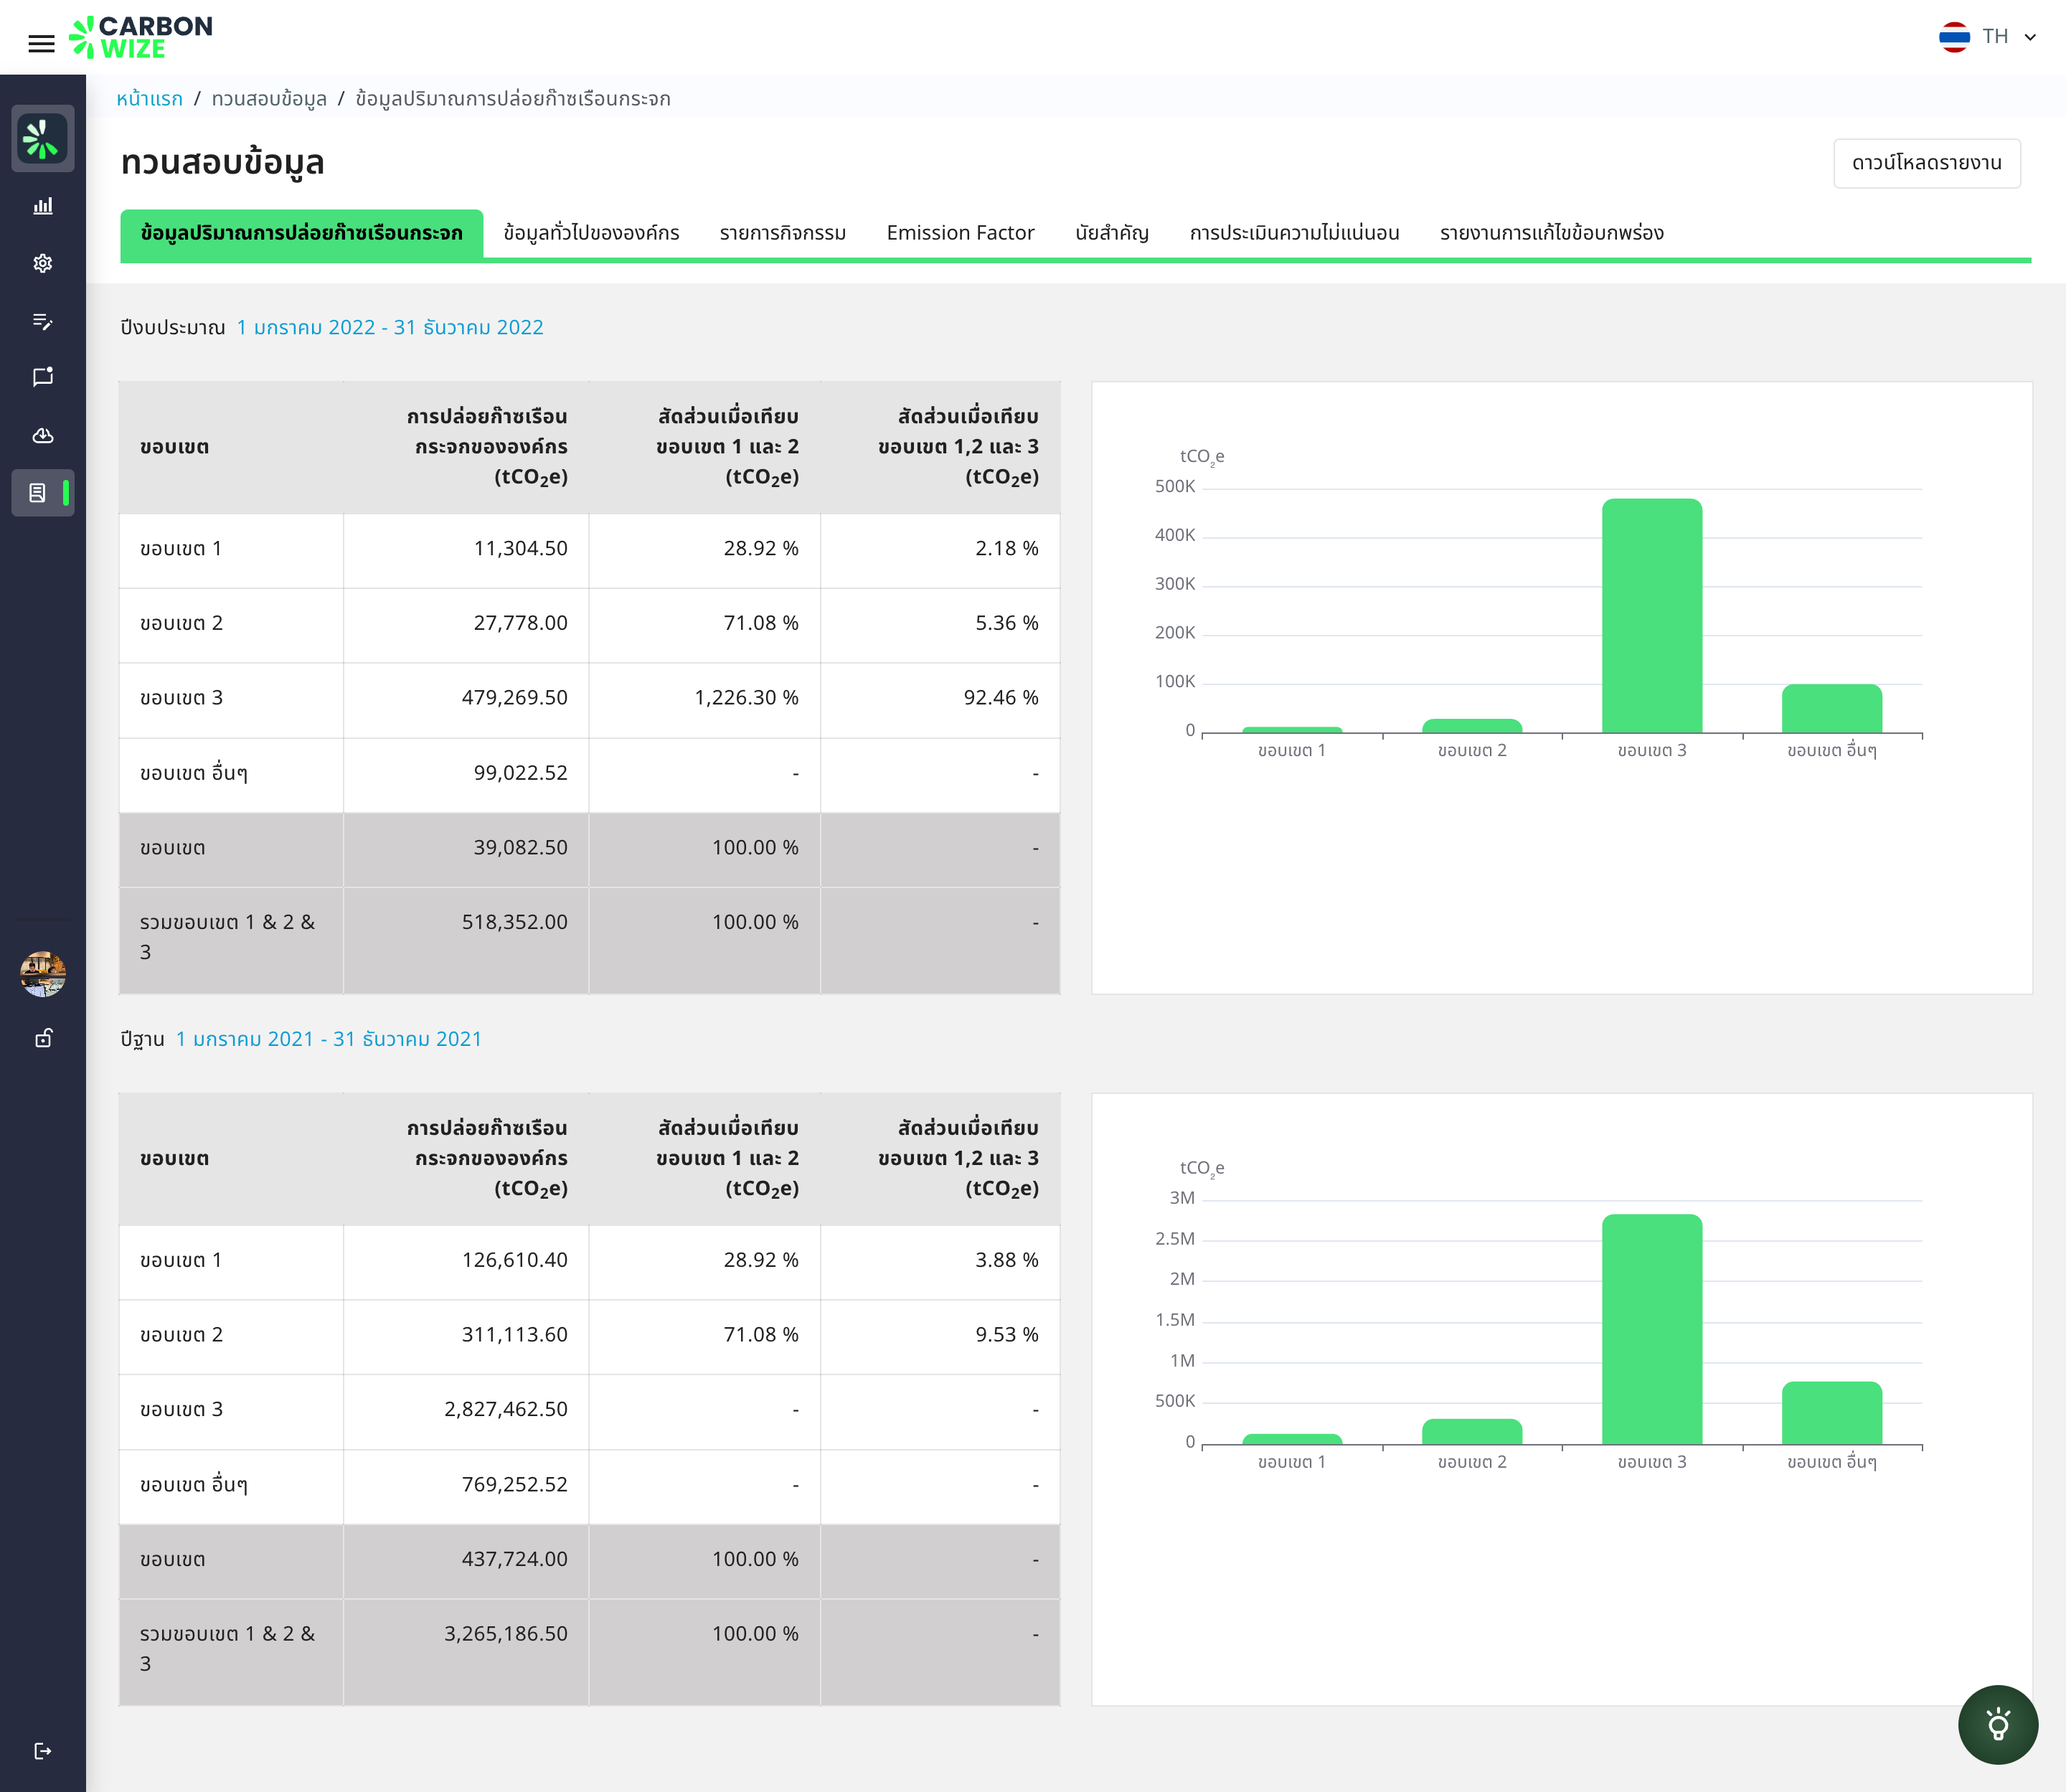 CARBON
WIZE
TH
หน้าแรก / ทวนสอบข้อมูล / ข้อมูลปริมาณการปล่อยก๊าซเรือนกระจก
ทวนสอบข้อมูล
ดาวน์โหลดรายงาน
ข้อมูลปริมาณการปล่อยก๊าซเรือนกระจก ข้อมูลทั่วไปขององค์กร รายการกิจกรรม Emission Factor นัยสำคัญ การประเมินความไม่แน่นอน รายงานการแก้ไขข้อบกพร่อง
ปีงบประมาณ 1 มกราคม 2022 - 31 ธันวาคม 2022
ขอบเขต
การปล่อยก๊าซเรือน
กระจกขององค์กร
(tCO₂e)
สัดส่วนเมื่อเทียบ
ขอบเขต 1 และ 2
(tCO₂e)
สัดส่วนเมื่อเทียบ
ขอบเขต 1,2 และ 3
(tCO₂e)
ขอบเขต 1 11,304.50 28.92 % 2.18 %
ขอบเขต 2 27,778.00 71.08 % 5.36 %
ขอบเขต 3 479,269.50 1,226.30 % 92.46 %
ขอบเขต อื่นๆ 99,022.52 - -
ขอบเขต 39,082.50 100.00 % -
รวมขอบเขต 1 & 2 &
3
518,352.00 100.00 % -
tCO₂e
500K
400K
300K
200K
100K
0
ขอบเขต 1 ขอบเขต 2 ขอบเขต 3 ขอบเขต อื่นๆ
ปีฐาน 1 มกราคม 2021 - 31 ธันวาคม 2021
ขอบเขต
การปล่อยก๊าซเรือน
กระจกขององค์กร
(tCO₂e)
สัดส่วนเมื่อเทียบ
ขอบเขต 1 และ 2
(tCO₂e)
สัดส่วนเมื่อเทียบ
ขอบเขต 1,2 และ 3
(tCO₂e)
ขอบเขต 1 126,610.40 28.92 % 3.88 %
ขอบเขต 2 311,113.60 71.08 % 9.53 %
ขอบเขต 3 2,827,462.50 - -
ขอบเขต อื่นๆ 769,252.52 - -
ขอบเขต 437,724.00 100.00 % -
รวมขอบเขต 1 & 2 &
3
3,265,186.50 100.00 % -
tCO₂e
3M
2.5M
2M
1.5M
1M
500K
0
ขอบเขต 1 ขอบเขต 2 ขอบเขต 3 ขอบเขต อื่นๆ